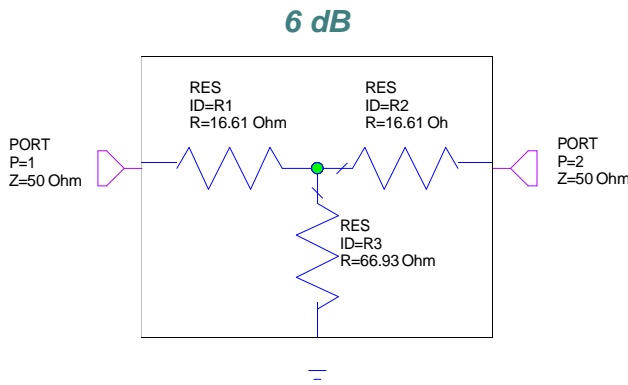 6 dB
RES
ID=R1
R=16.61 Ohm
RES
ID=R2
R=16.61 Oh
PORT
P=1
Z=50 Ohm
PORT
P=2
Z=50 Ohm
RES
ID=R3
R=66.93 Ohm